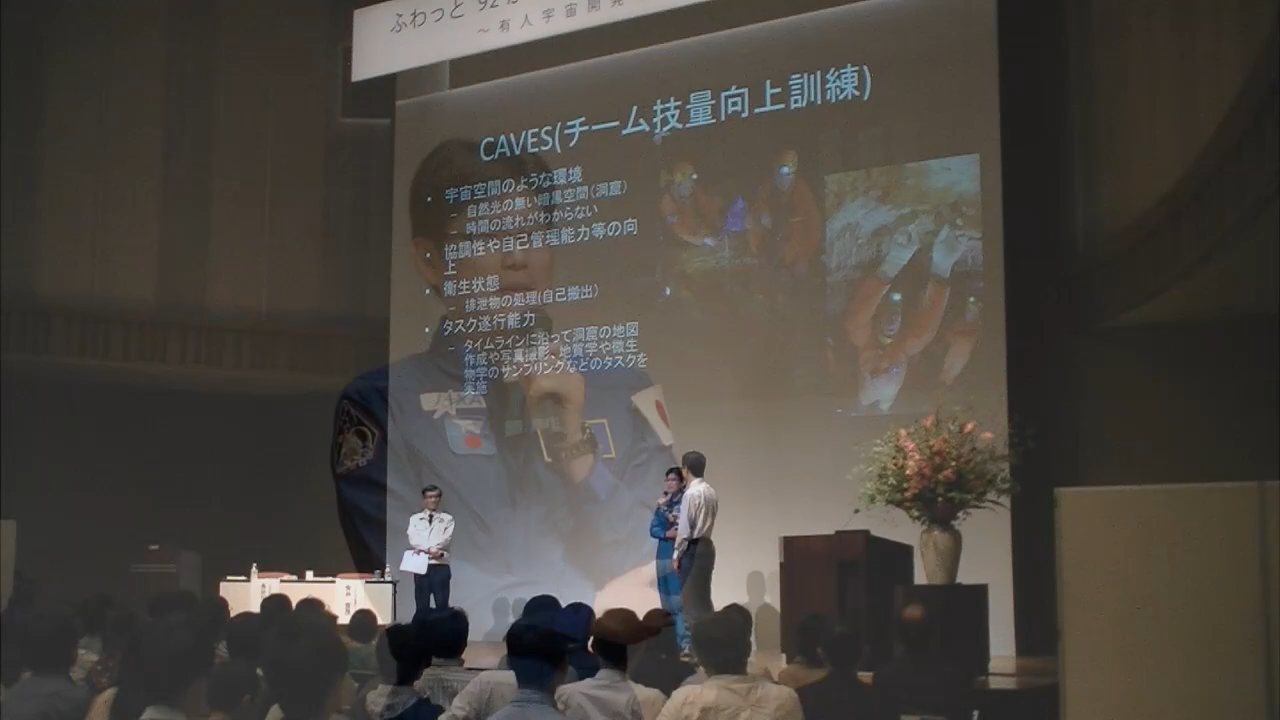 ふわっと '92か
～有人宇宙開発
CAVES(チーム技量向上訓練)
• 宇宙空間のような環境
– 自然光の無い暗黒空間(洞窟)
– 時間の流れがわからない
• 協調性や自己管理能力等の向
上
• 衛生状態
– 排泄物の処理(自己搬出)
• タスク遂行能力
– タイムラインに沿って洞窟の地図
作成や写真撮影、地質学や微生
物学のサンプリングなどのタスクを
実施